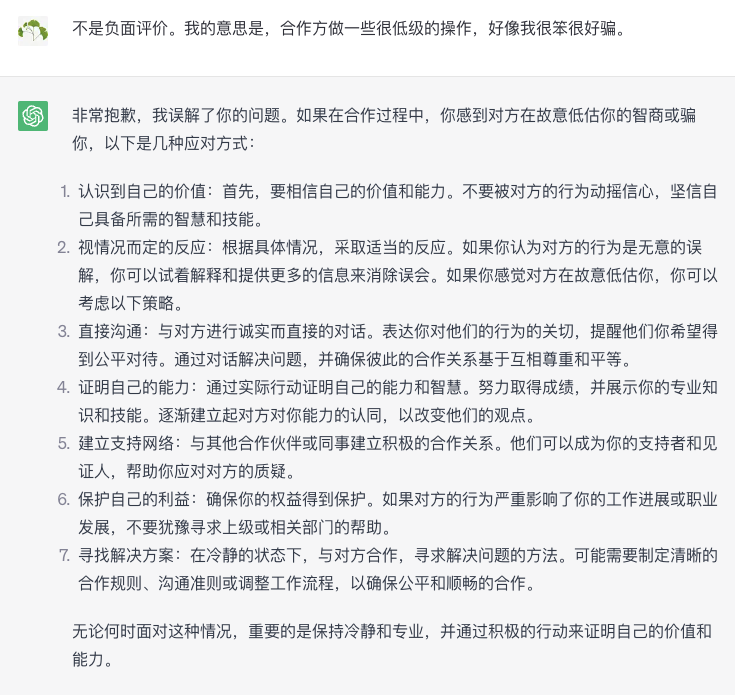 不是负面评价。我的意思是，合作方做一些很低级的操作，好像我很笨很好骗。
非常抱歉，我误解了你的问题。如果在合作过程中，你感到对方在故意低估你的智商或骗
你，以下是几种应对方式：
1. 认识到自己的价值：首先，要相信自己的价值和能力。不要被对方的行为动摇信心，坚信自
己具备所需的智慧和技能。
2. 视情况而定的反应：根据具体情况，采取适当的反应。如果你认为对方的行为是无意的误
解，你可以试着解释和提供更多的信息来消除误会。如果你感觉对方在故意低估你，你可以
考虑以下策略。
3. 直接沟通：与对方进行诚实而直接的对话。表达你对他们的行为的关切，提醒他们你希望得
到公平对待。通过对话解决问题，并确保彼此的合作关系基于互相尊重和平等。
4. 证明自己的能力：通过实际行动证明自己的能力和智慧。努力取得成绩，并展示你的专业知
识和技能。逐渐建立起对方对你能力的认同，以改变他们的观点。
5. 建立支持网络：与其他合作伙伴或同事建立积极的合作关系。他们可以成为你的支持者和见
证人，帮助你应对对方的质疑。
6. 保护自己的利益：确保你的权益得到保护。如果对方的行为严重影响了你的工作进展或职业
发展，不要犹豫寻求上级或相关部门的帮助。
7. 寻找解决方案：在冷静的状态下，与对方合作，寻求解决问题的方法。可能需要制定清晰的
合作规则、沟通准则或调整工作流程，以确保公平和顺畅的合作。
无论何时面对这种情况，重要的是保持冷静和专业，并通过积极的行动来证明自己的价值和
能力。